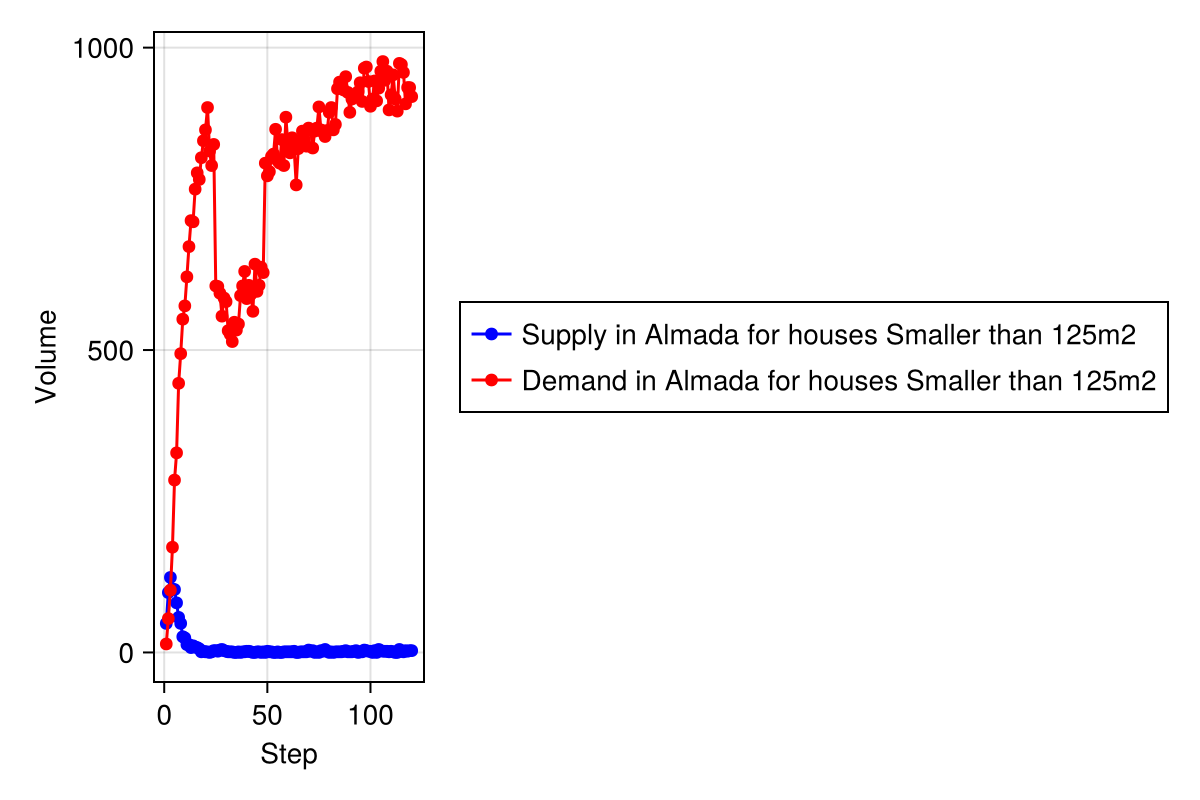 1000
500
0
Volume
0 50 100
Step
Supply in Almada for houses Smaller than 125m2
Demand in Almada for houses Smaller than 125m2